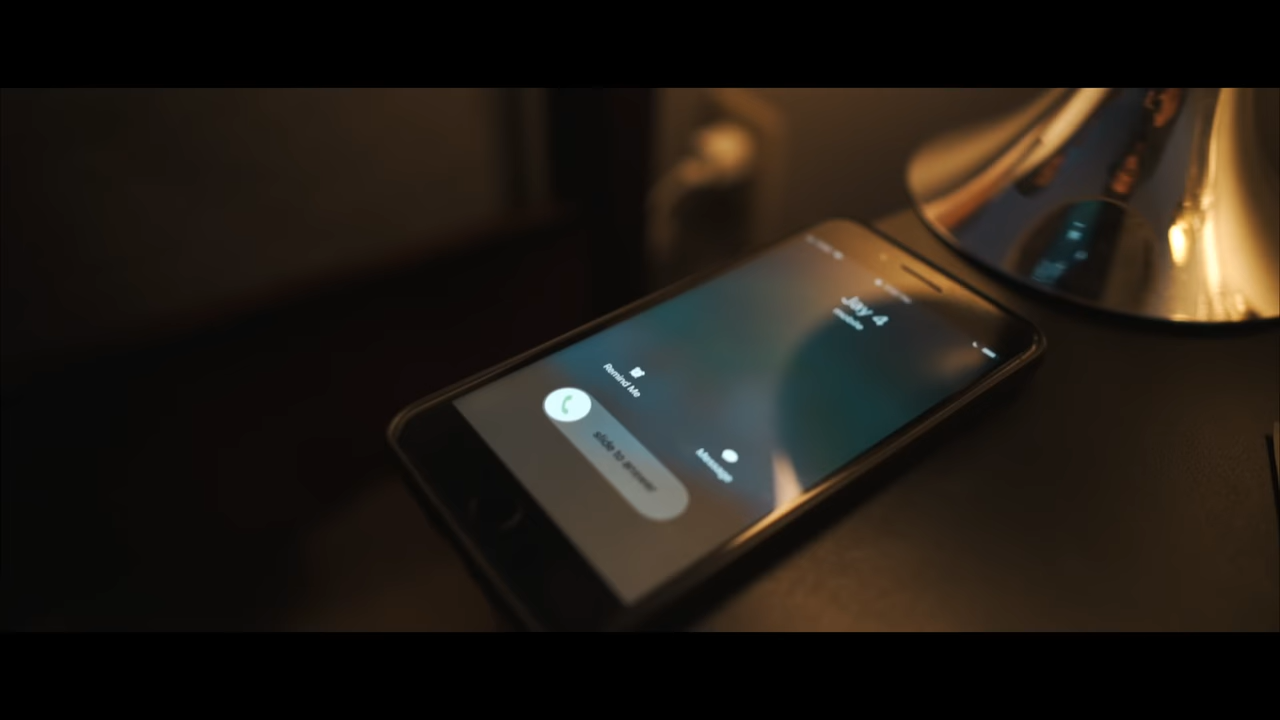 Jay 4
mobile
Remind Me
Message
slide to answer